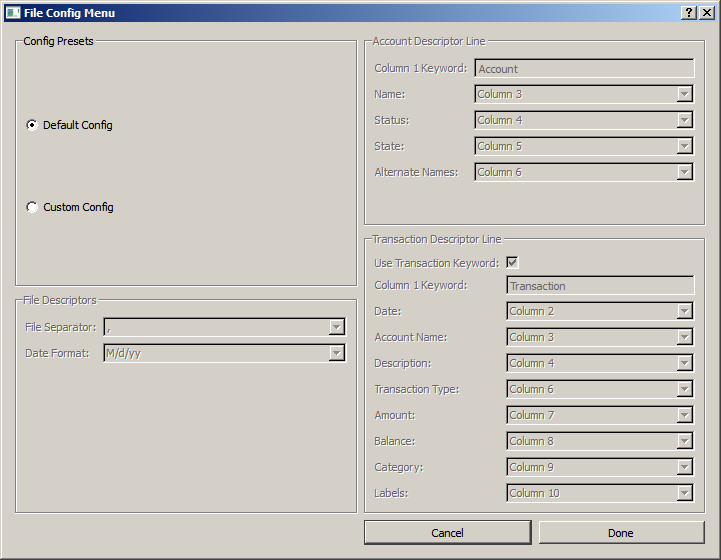 File Config Menu
Config Presets
Default Config
Custom Config
File Descriptors
File Separator: ,
Date Format: M/d/yy
Account Descriptor Line
Column 1 Keyword: Account
Name: Column 3
Status: Column 4
State: Column 5
Alternate Names: Column 6
Transaction Descriptor Line
Use Transaction Keyword:
Column 1 Keyword: Transaction
Date: Column 2
Account Name: Column 3
Description: Column 4
Transaction Type: Column 6
Amount: Column 7
Balance: Column 8
Category: Column 9
Labels: Column 10
Cancel
Done